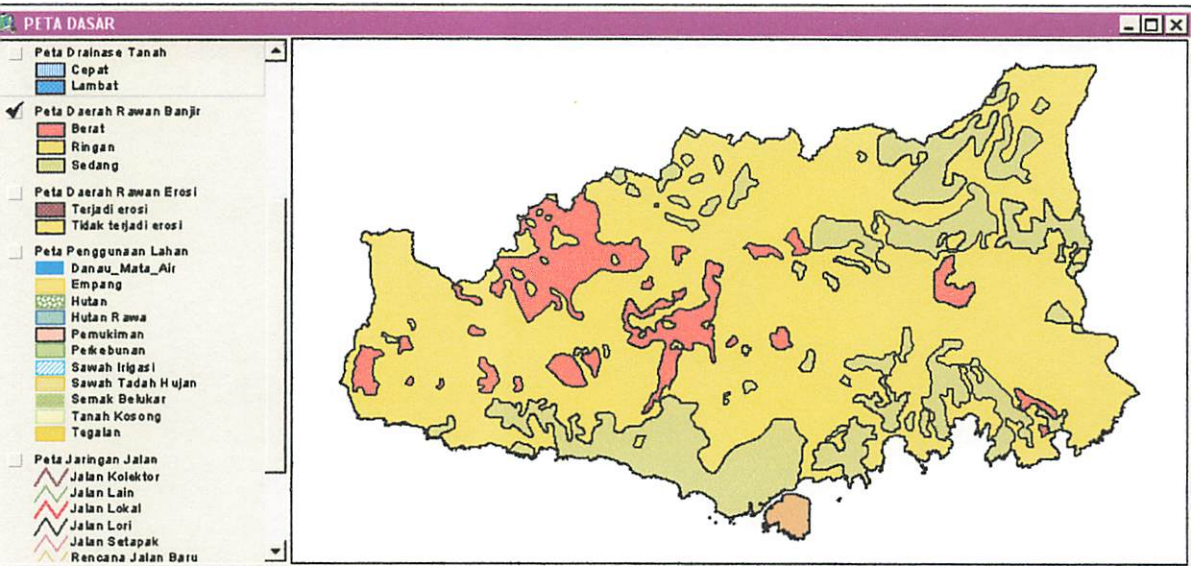 PETA DASAR
Peta Drainase Tanah
Cepat
Lambat
Peta Daerah Rawan Banjir
Berat
Ringan
Sedang
Peta Daerah Rawan Erosi
Terjadi erosi
Tidak terjadi erosi
Peta Penggunaan Lahan
Danau_Mata_Air
Empang
Hutan
Hutan Rawa
Pemukiman
Perkebunan
Sawah Irigasi
Sawah Tadah Hujan
Semak Belukar
Tanah Kosong
Tegalan
Peta Jaringan Jalan
Jalan Kolektor
Jalan Lain
Jalan Lokal
Jalan Lori
Jalan Setapak
Rencana Jalan Baru